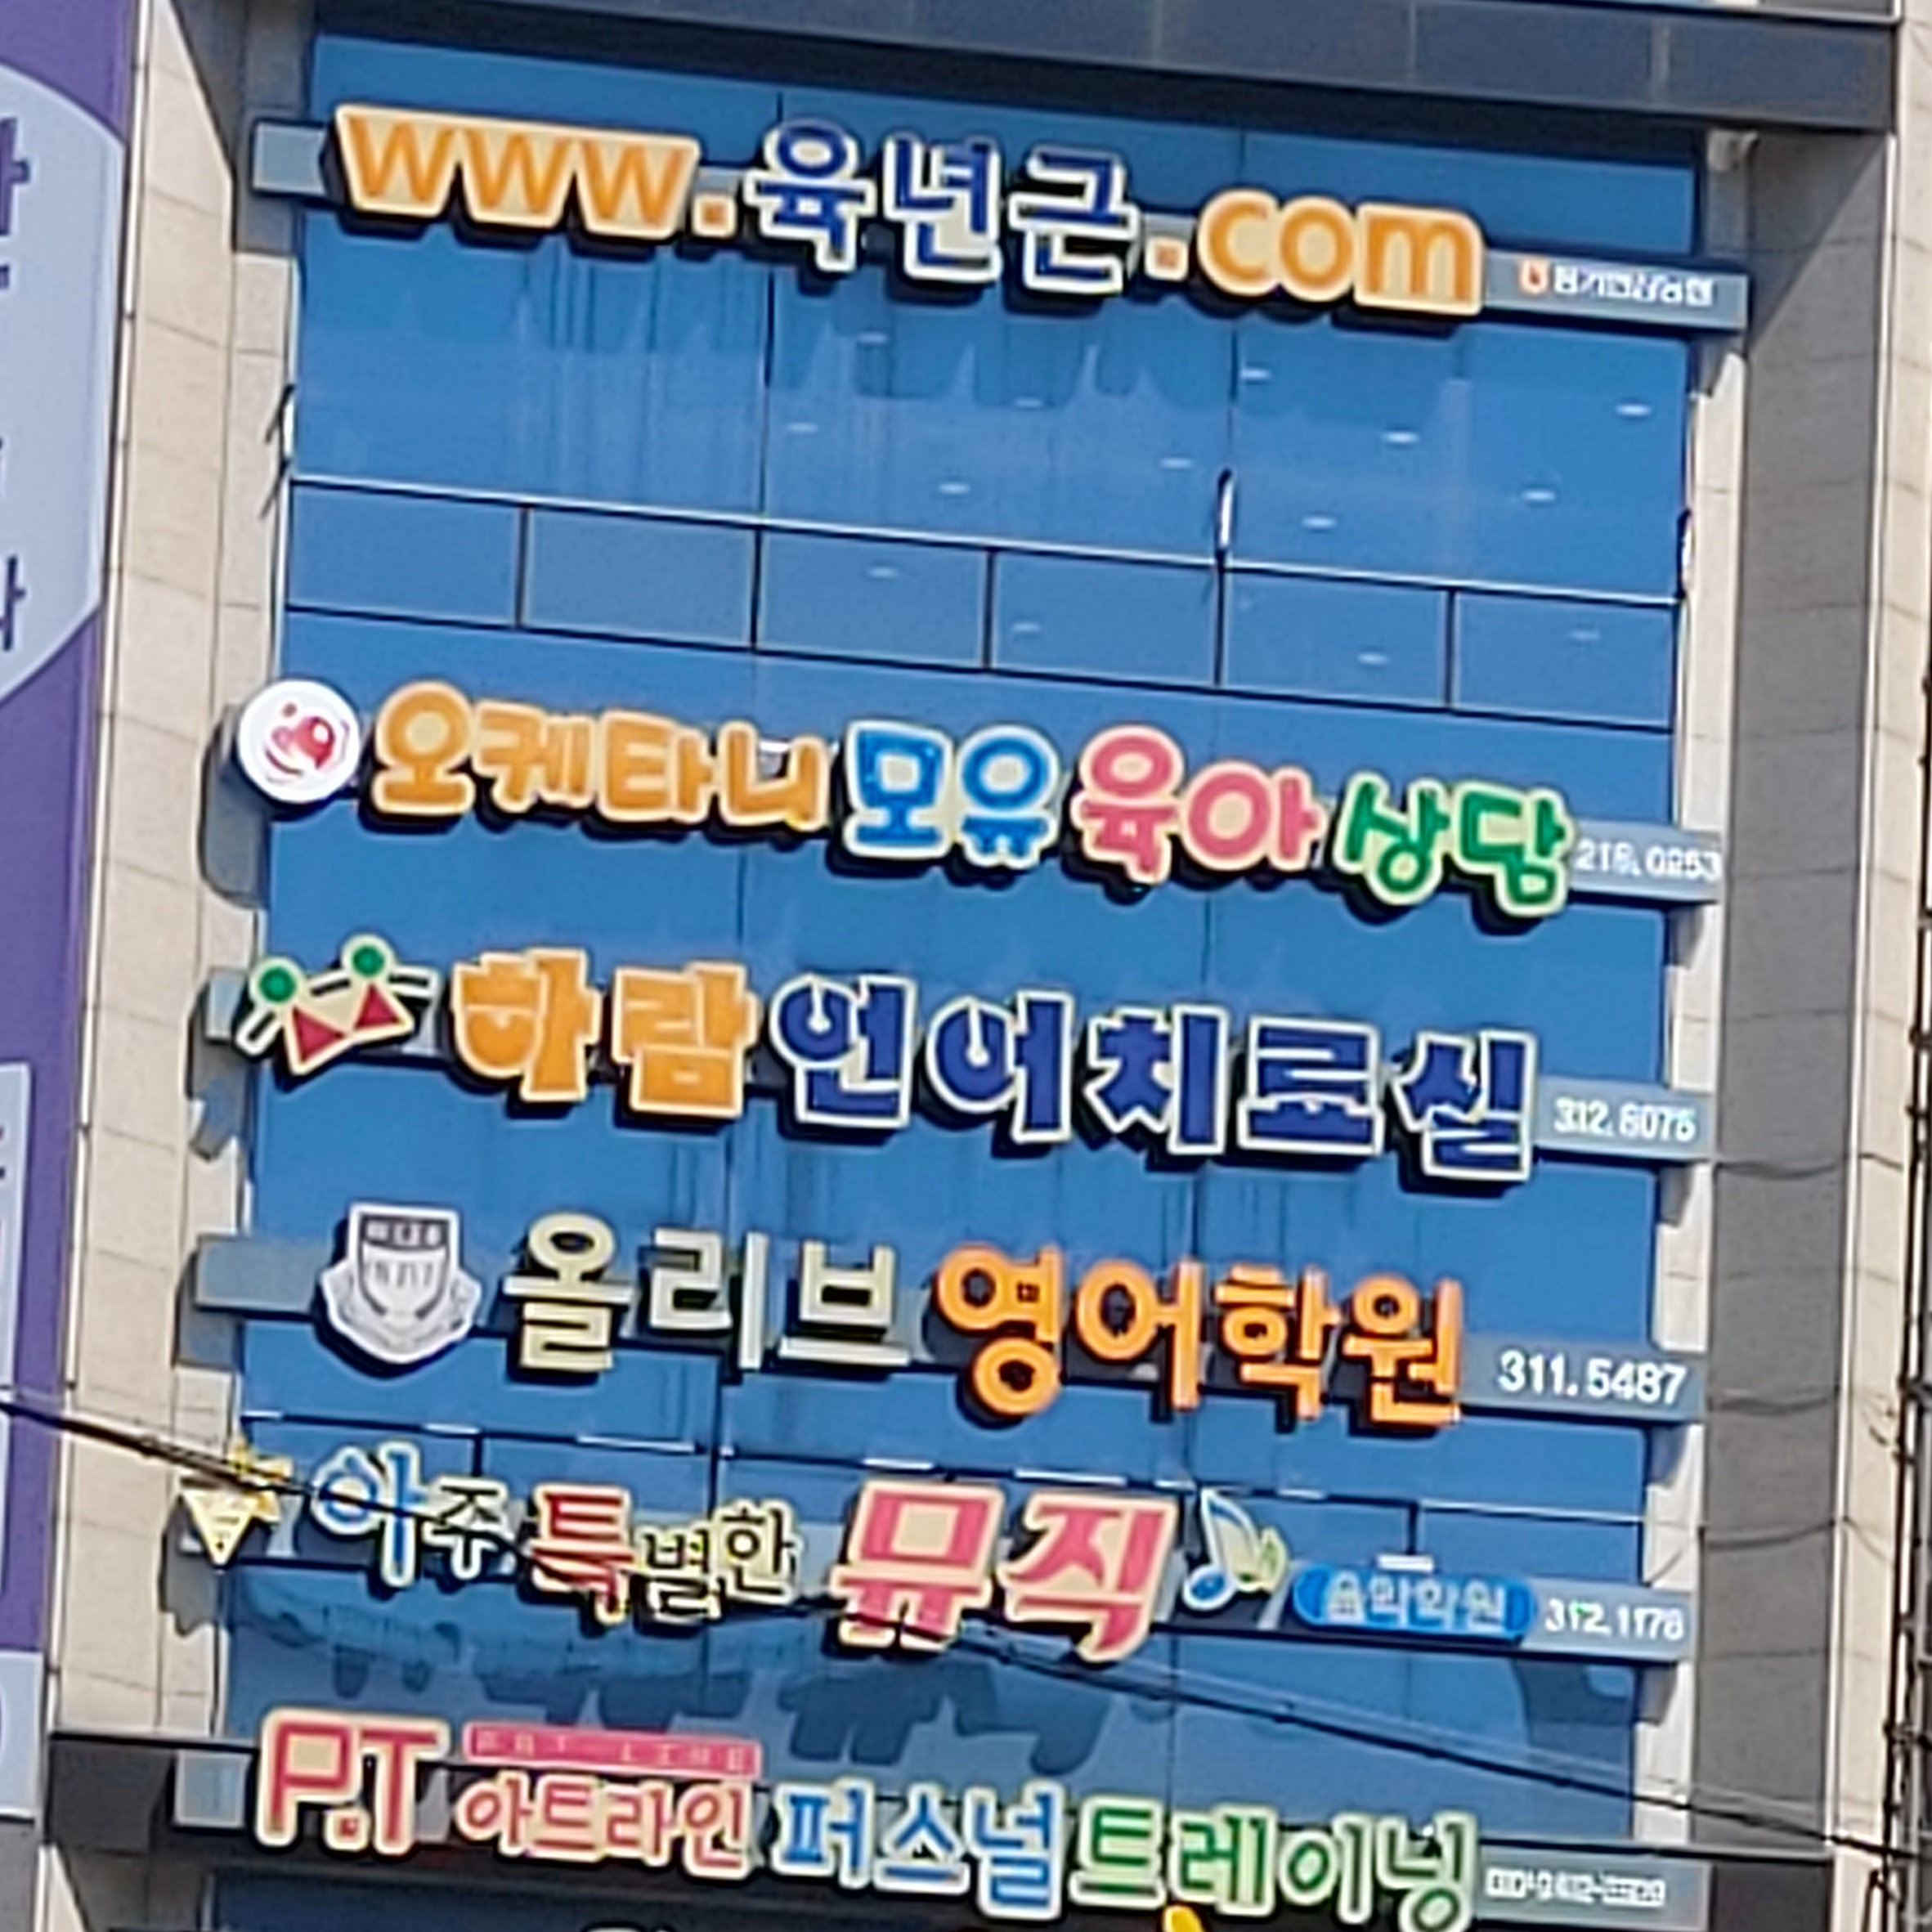 www.육년근.com
오케타니 모유 육아 상담
하람 언어치료실 312.6076
올리브 영어학원 311.5487
아주 특별한 뮤직 음악학원 312.1178
P.T 아트라인 퍼스널 트레이닝